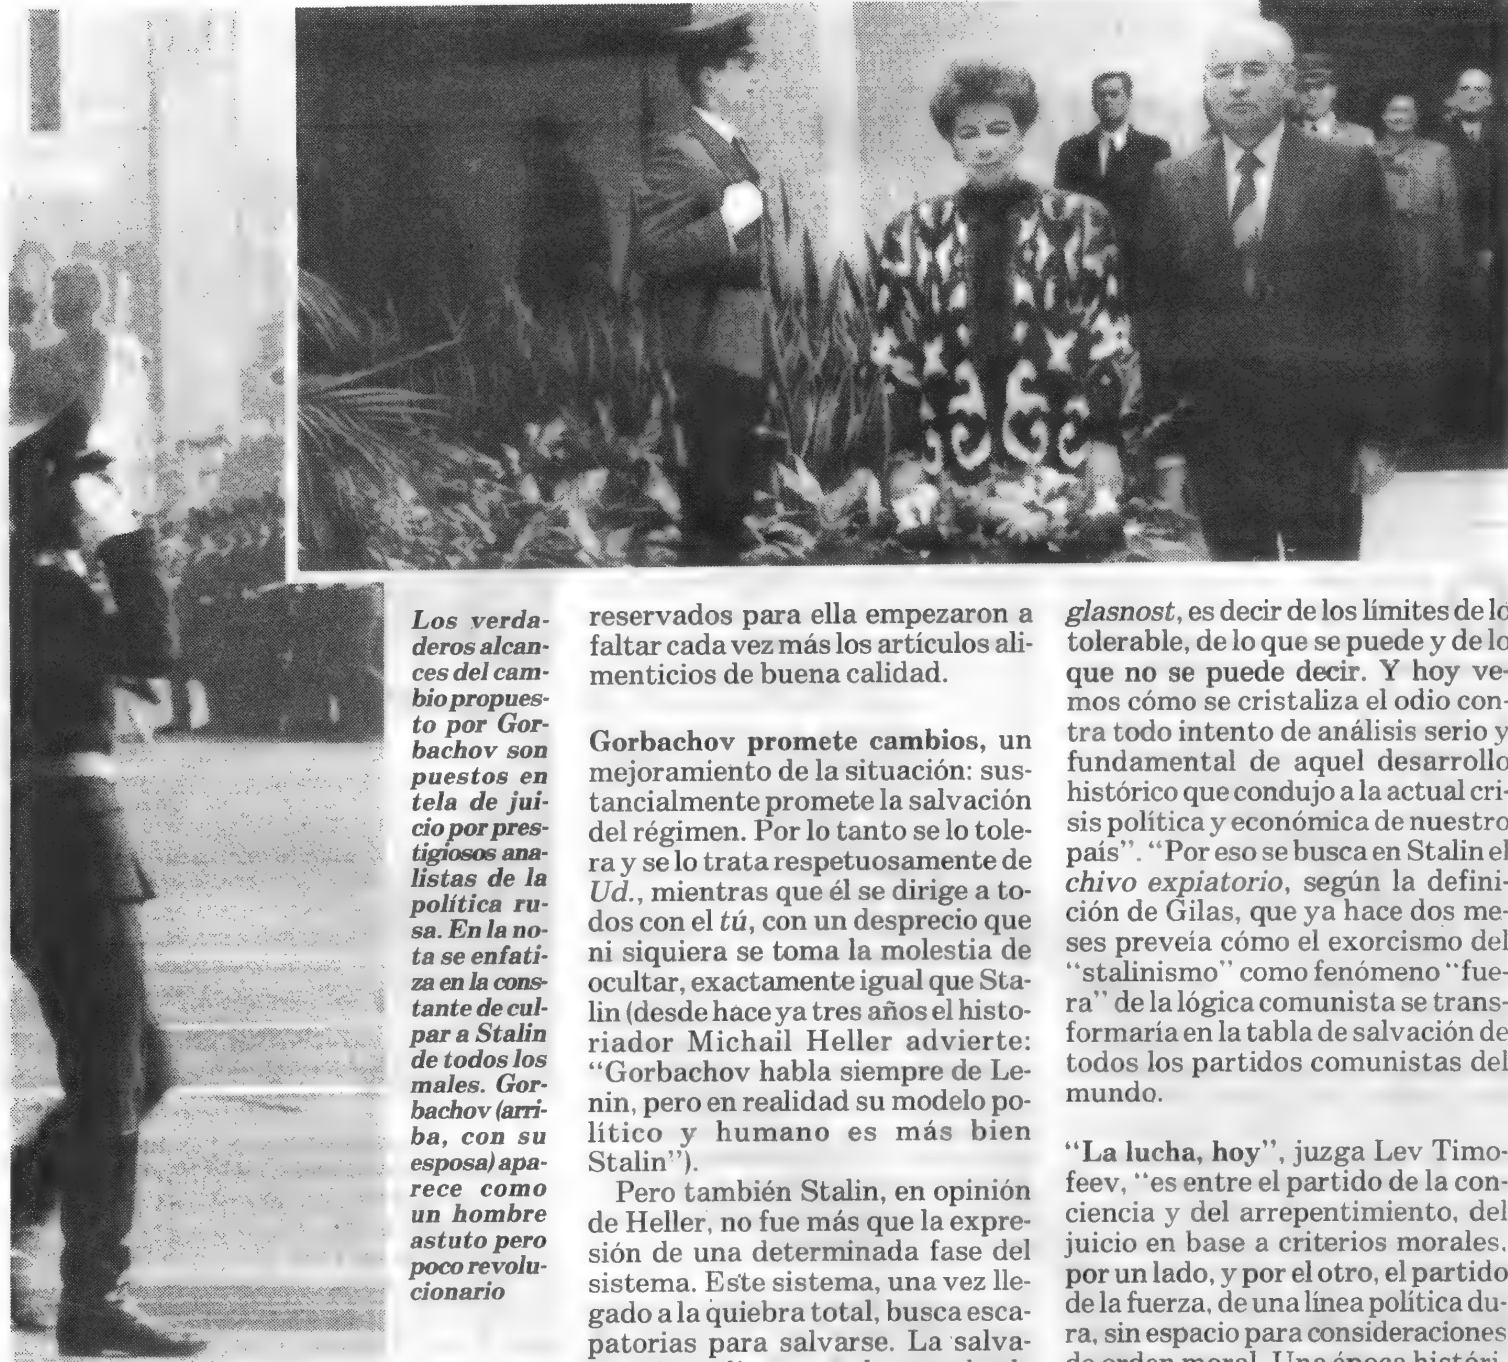 Los verda-
deros alcan-
ces del cam-
bio propues-
to por Gor-
bachov son
puestos en
tela de jui-
cio por pres-
tigiosos ana-
listas de la
política ru-
sa. En la no-
ta se enfati-
za en la cons-
tante de cul-
par a Stalin
de todos los
males. Gor-
bachov (arri-
ba, con su
esposa) apa-
rece como
un hombre
astuto pero
poco revolu-
cionario
reservados para ella empezaron a
faltar cada vez más los artículos ali-
menticios de buena calidad.
Gorbachov promete cambios, un
mejoramiento de la situación: sus-
tancialmente promete la salvación
del régimen. Por lo tanto se lo tole-
ra y se lo trata respetuosamente de
Ud., mientras que él se dirige a to-
dos con el tú, con un desprecio que
ni siquiera se toma la molestia de
ocultar, exactamente igual que Sta-
lin (desde hace ya tres años el histo-
riador Michail Heller advierte:
“Gorbachov habla siempre de Le-
nin, pero en realidad su modelo po-
lítico y humano es más bien
Stalin”).
Pero también Stalin, en opinión
de Heller, no fue más que la expre-
sión de una determinada fase del
sistema. Este sistema, una vez lle-
gado a la quiebra total, busca esca-
patorias para salvarse. La salva-
glasnost, es decir de los límites de lo
tolerable, de lo que se puede y de lo
que no se puede decir. Y hoy ve-
mos cómo se cristaliza el odio con-
tra todo intento de análisis serio y
fundamental de aquel desarrollo
histórico que condujo a la actual cri-
sis política y económica de nuestro
país”. “Por eso se busca en Stalin el
chivo expiatorio, según la defini-
ción de Gilas, que ya hace dos me-
ses preveía cómo el exorcismo del
“stalinismo” como fenómeno “fue-
ra” de la lógica comunista se trans-
formaría en la tabla de salvación de
todos los partidos comunistas del
mundo.
“La lucha, hoy”, juzga Lev Timo-
feev, “es entre el partido de la con-
ciencia y del arrepentimiento, del
juicio en base a criterios morales,
por un lado, y por el otro, el partido
de la fuerza, de una línea política du-
ra, sin espacio para consideraciones
de orden moral. Una época históri-